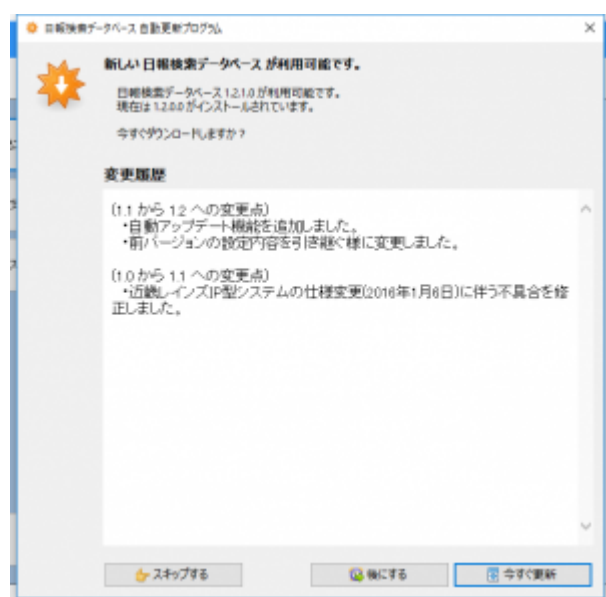 日報検索データベース 自動更新プログラム
新しい 日報検索データベース が利用可能です。
日報検索データベース 1.2.1.0 が利用可能です。
現在は 1.2.0.0 がインストールされています。
今すぐダウンロードしますか?
変更履歴
(1.1 から 1.2 への変更点)
・自動アップデート機能を追加しました。
・前バージョンの設定内容を引き継ぐ様に変更しました。
(1.0 から 1.1 への変更点)
・近畿レインズIP型システムの仕様変更(2016年1月6日)に伴う不具合を修
正しました。
スキップする
後にする
今すぐ更新